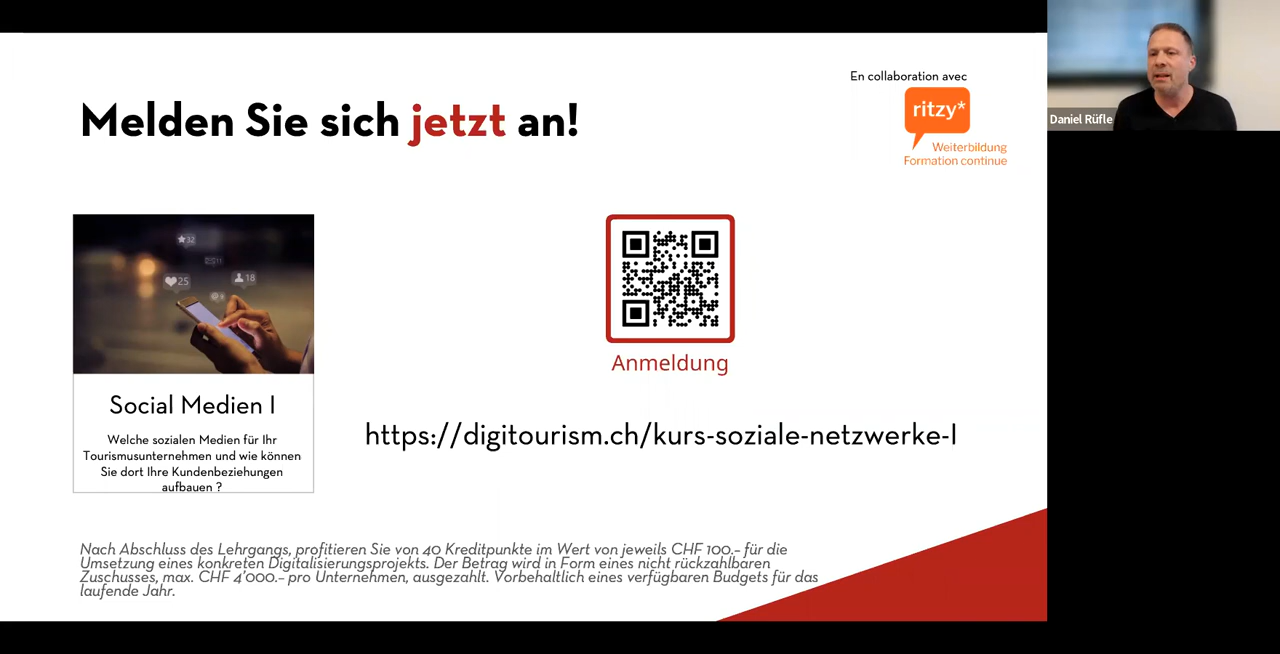 En collaboration avec
ritzy*
Weiterbildung
Formation continue
Daniel Rüfle
Melden Sie sich jetzt an!
32
11
25
18
Social Medien I
Welche sozialen Medien für Ihr
Tourismusunternehmen und wie können
Sie dort Ihre Kundenbeziehungen
aufbauen ?
Anmeldung
https://digitourism.ch/kurs-soziale-netzwerke-I
Nach Abschluss des Lehrgangs, profitieren Sie von 40 Kreditpunkte im Wert von jeweils CHF 100.– für die
Umsetzung eines konkreten Digitalisierungsprojekts. Der Betrag wird in Form eines nicht rückzahlbaren
Zuschusses, max. CHF 4'000.– pro Unternehmen, ausgezahlt. Vorbehaltlich eines verfügbaren Budgets für das
laufende Jahr.